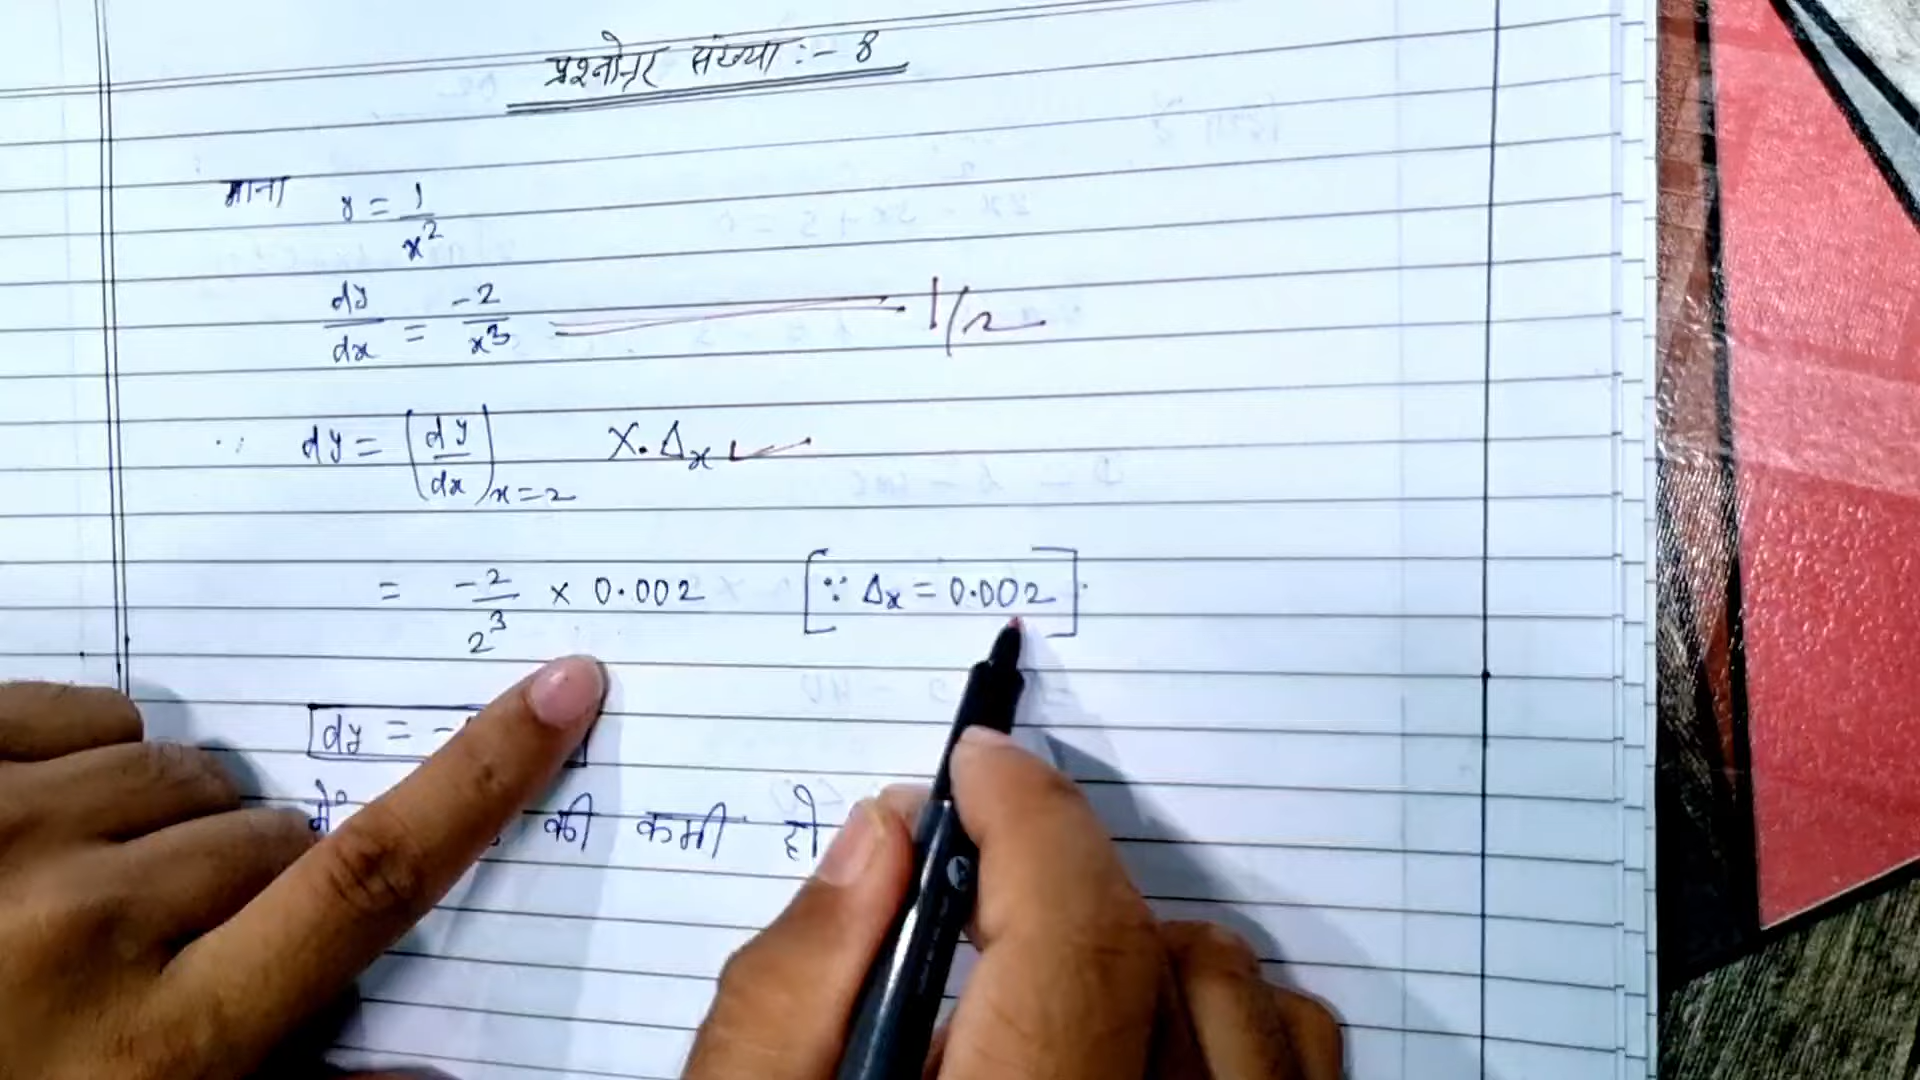 प्रश्नोत्तर संख्या :- 8
माना y = 1/x²
dy/dx = -2/x³ 1/2
∵ dy = (dy/dx)x=2 X. Δx ✓
= -2/2³ × 0.002 [∵ Δx = 0.002]
dy = -
में की कमी हो